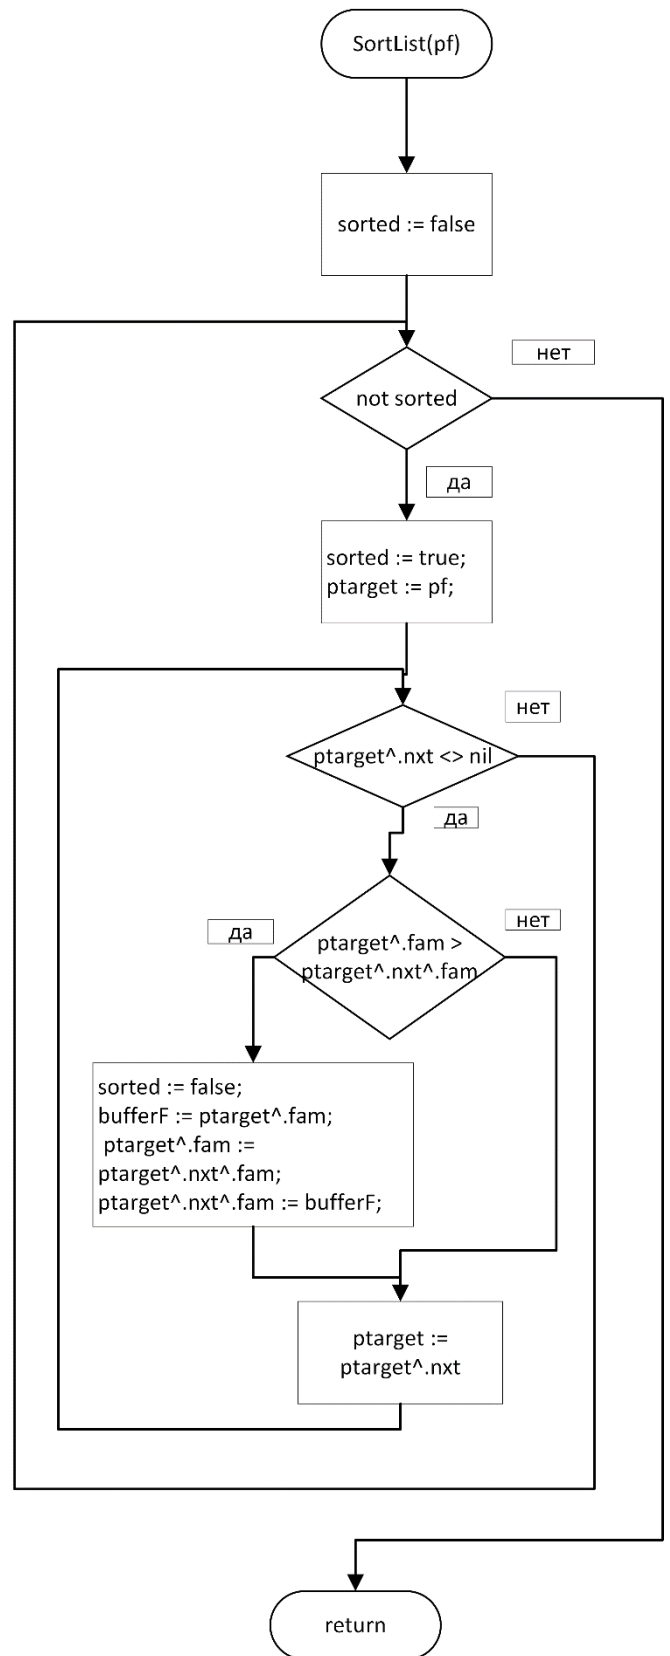 SortList(pf)
sorted := false
нет
not sorted
да
sorted := true;
ptarget := pf;
нет
ptarget^.nxt <> nil
да
да
нет
ptarget^.fam >
ptarget^.nxt^.fam
sorted := false;
bufferF := ptarget^.fam;
ptarget^.fam :=
ptarget^.nxt^.fam;
ptarget^.nxt^.fam := bufferF;
ptarget :=
ptarget^.nxt
return